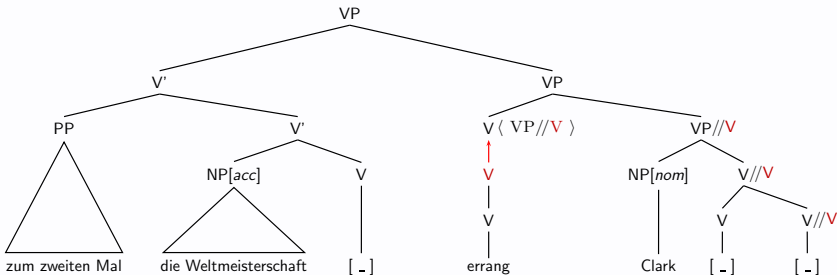 VP
V' VP
PP V' V ⟨ VP//V ⟩ VP//V
NP[acc] V V NP[nom] V//V
V V V//V
zum zweiten Mal die Weltmeisterschaft [ _ ] errang Clark [ _ ] [ _ ]